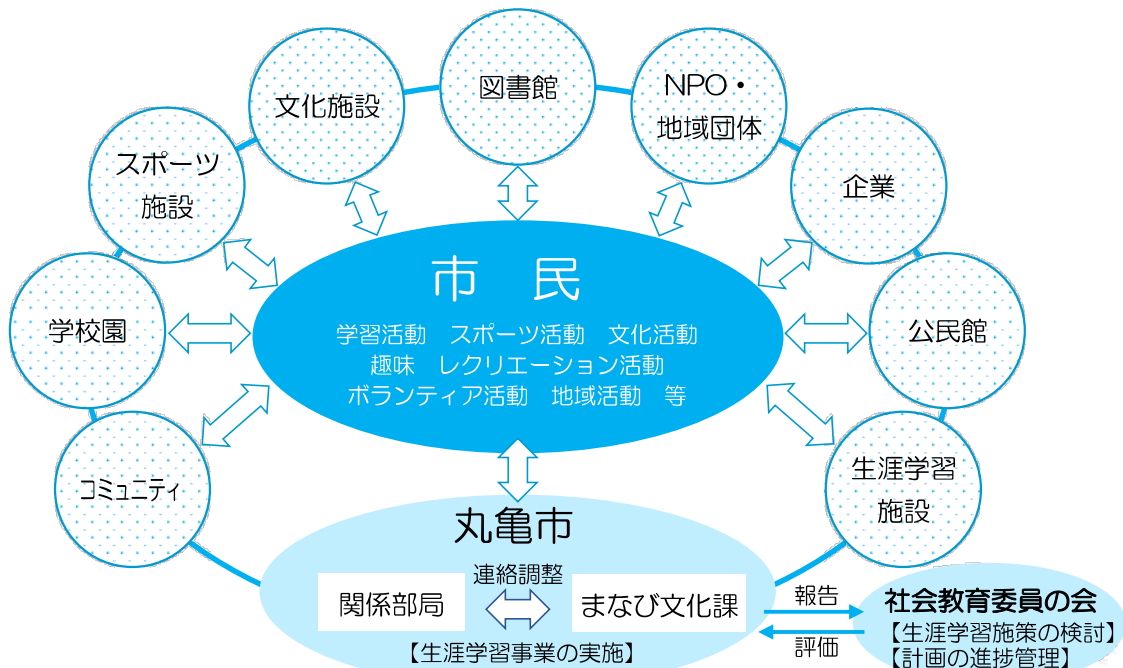 図書館
文化施設
NPO・
地域団体
スポーツ
施設
企業
学校園
公民館
コミュニティ
生涯学習
施設
市 民
学習活動 スポーツ活動 文化活動
趣味 レクリエーション活動
ボランティア活動 地域活動 等
丸亀市
連絡調整
関係部局
まなび文化課
【生涯学習事業の実施】
報告
評価
社会教育委員の会
【生涯学習施策の検討】
【計画の進捗管理】